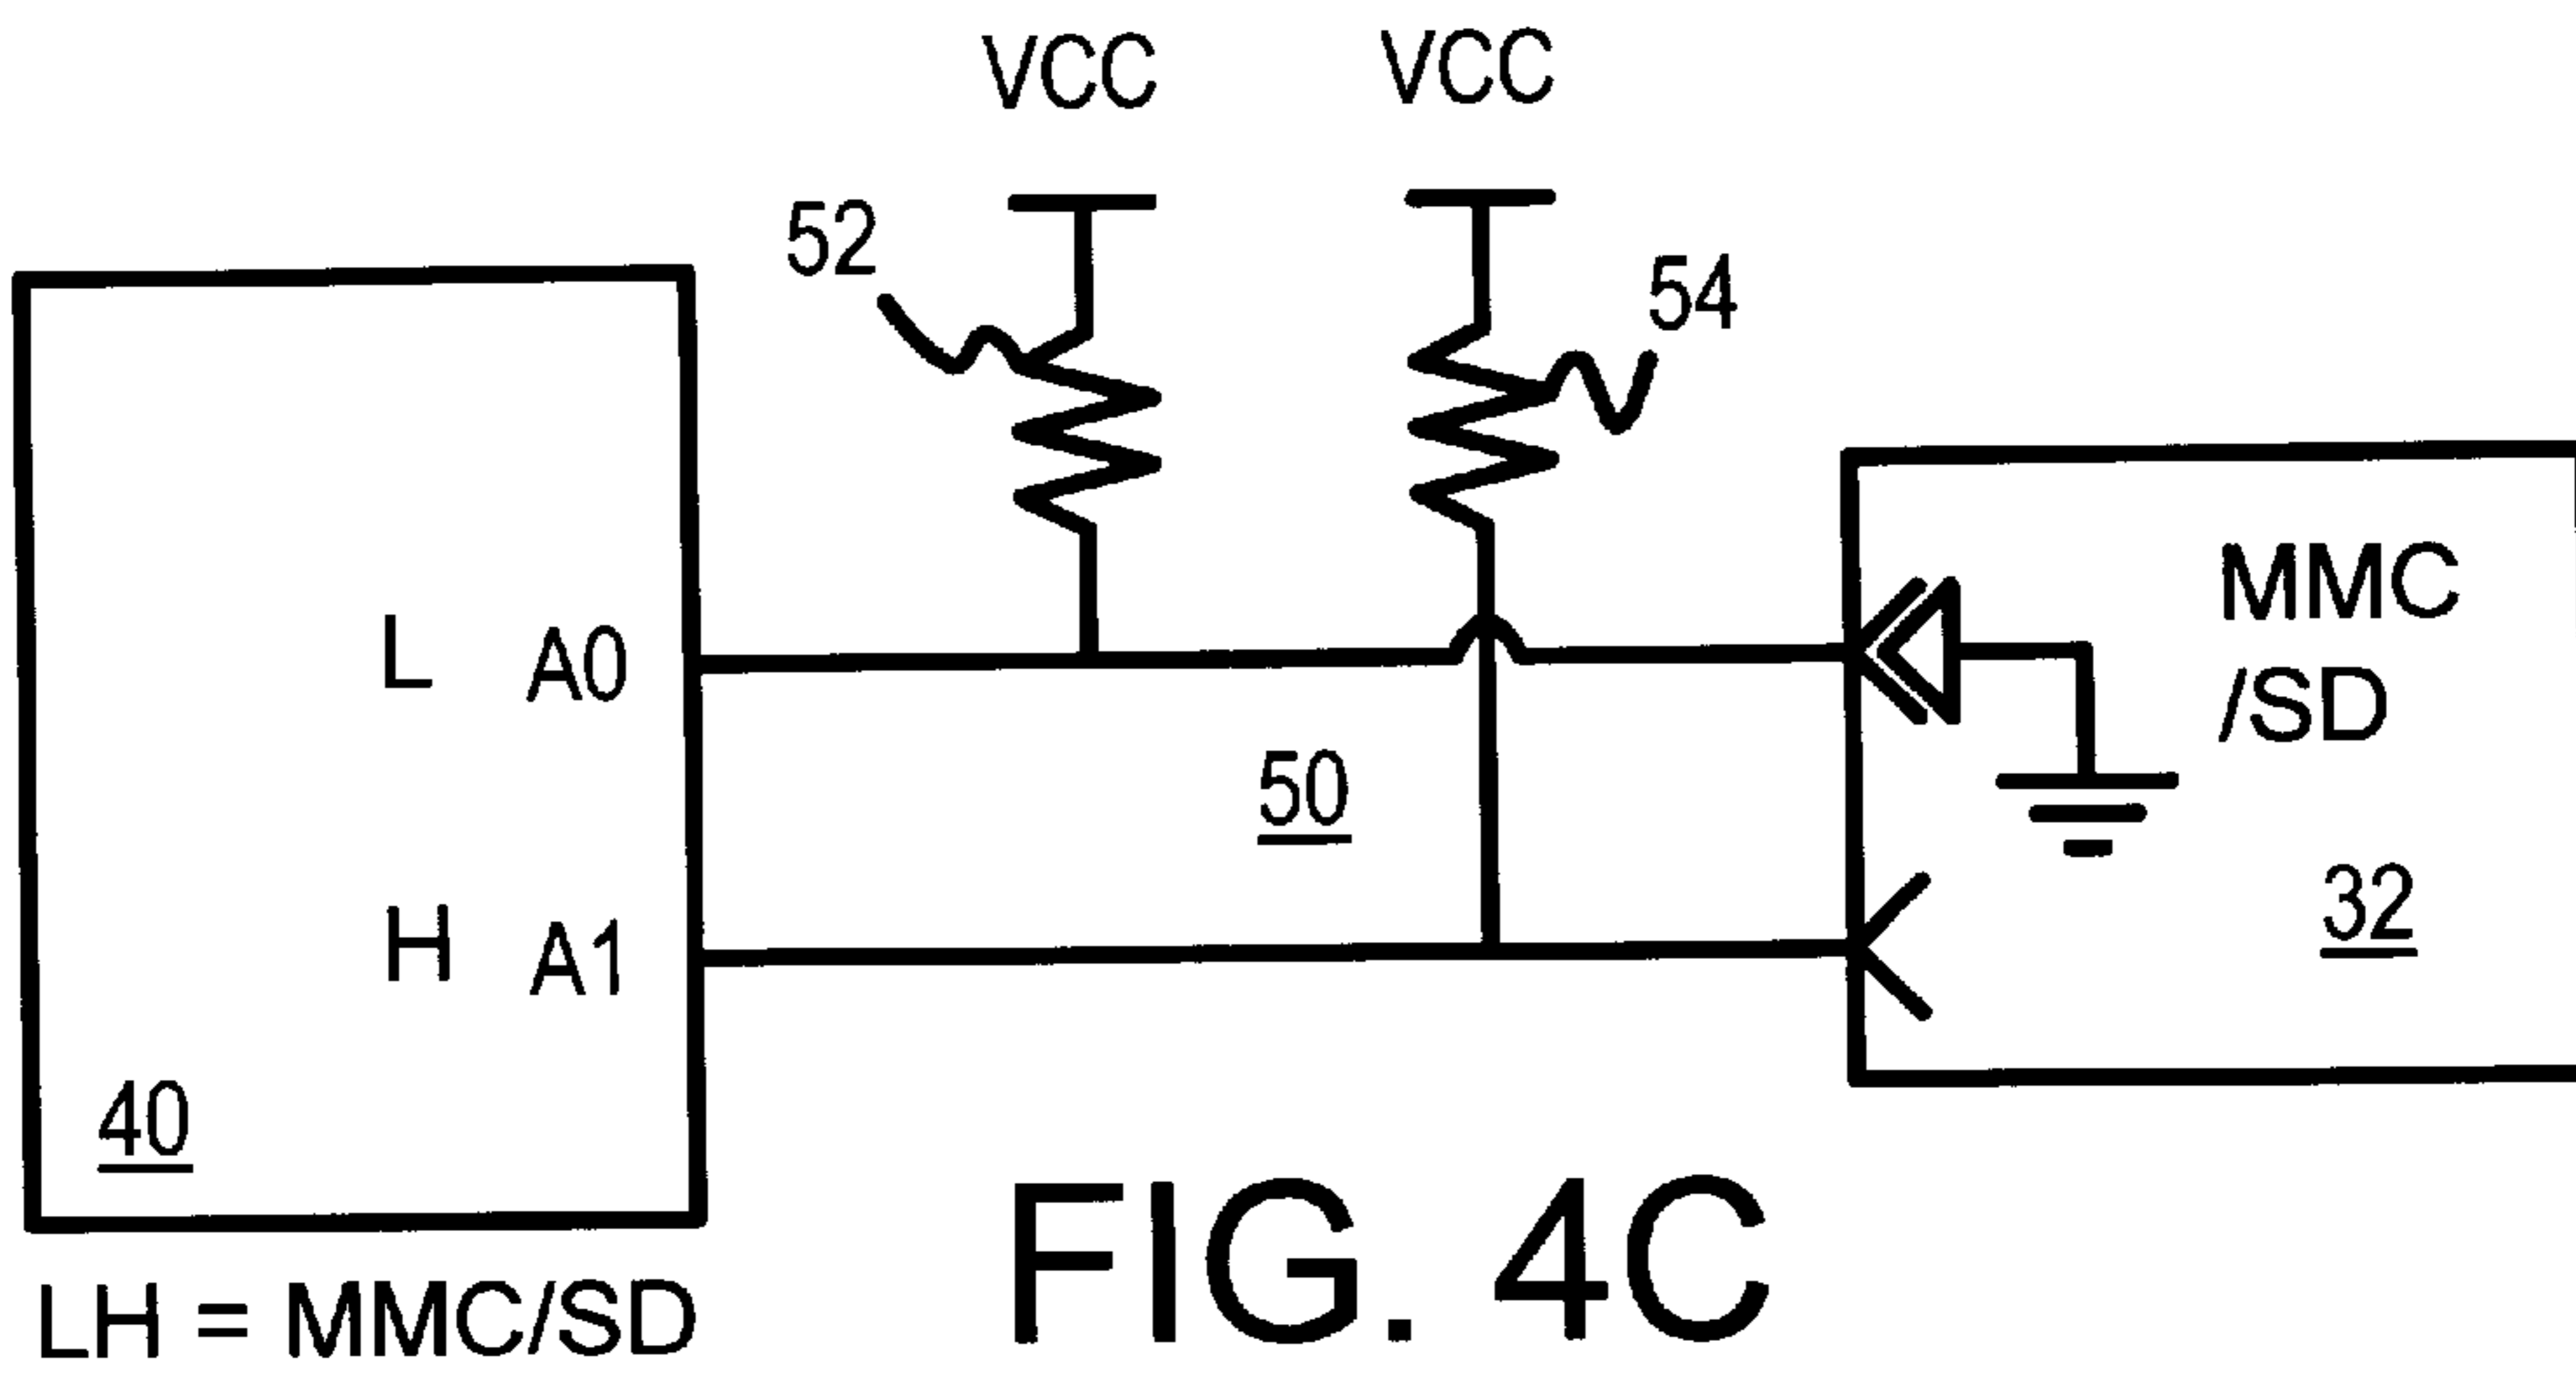 VCC VCC
52
54
L A0
MMC
/SD
50
H A1
32
40
LH = MMC/SD
FIG. 4C